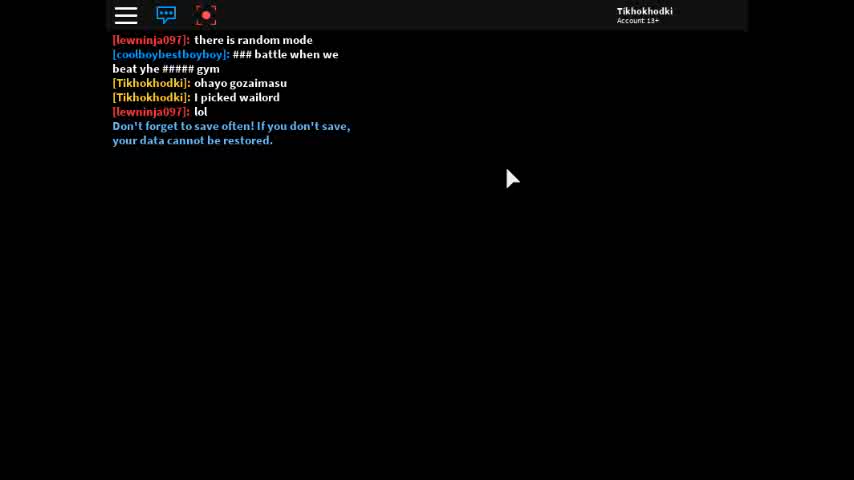 Tikhokhodki
Account: 13+
[lewninja097]: there is random mode
[coolboybestboyboy]: ### battle when we
beat yhe ##### gym
[Tikhokhodki]: ohayo gozaimasu
[Tikhokhodki]: I picked wailord
[lewninja097]: lol
Don't forget to save often! If you don't save,
your data cannot be restored.